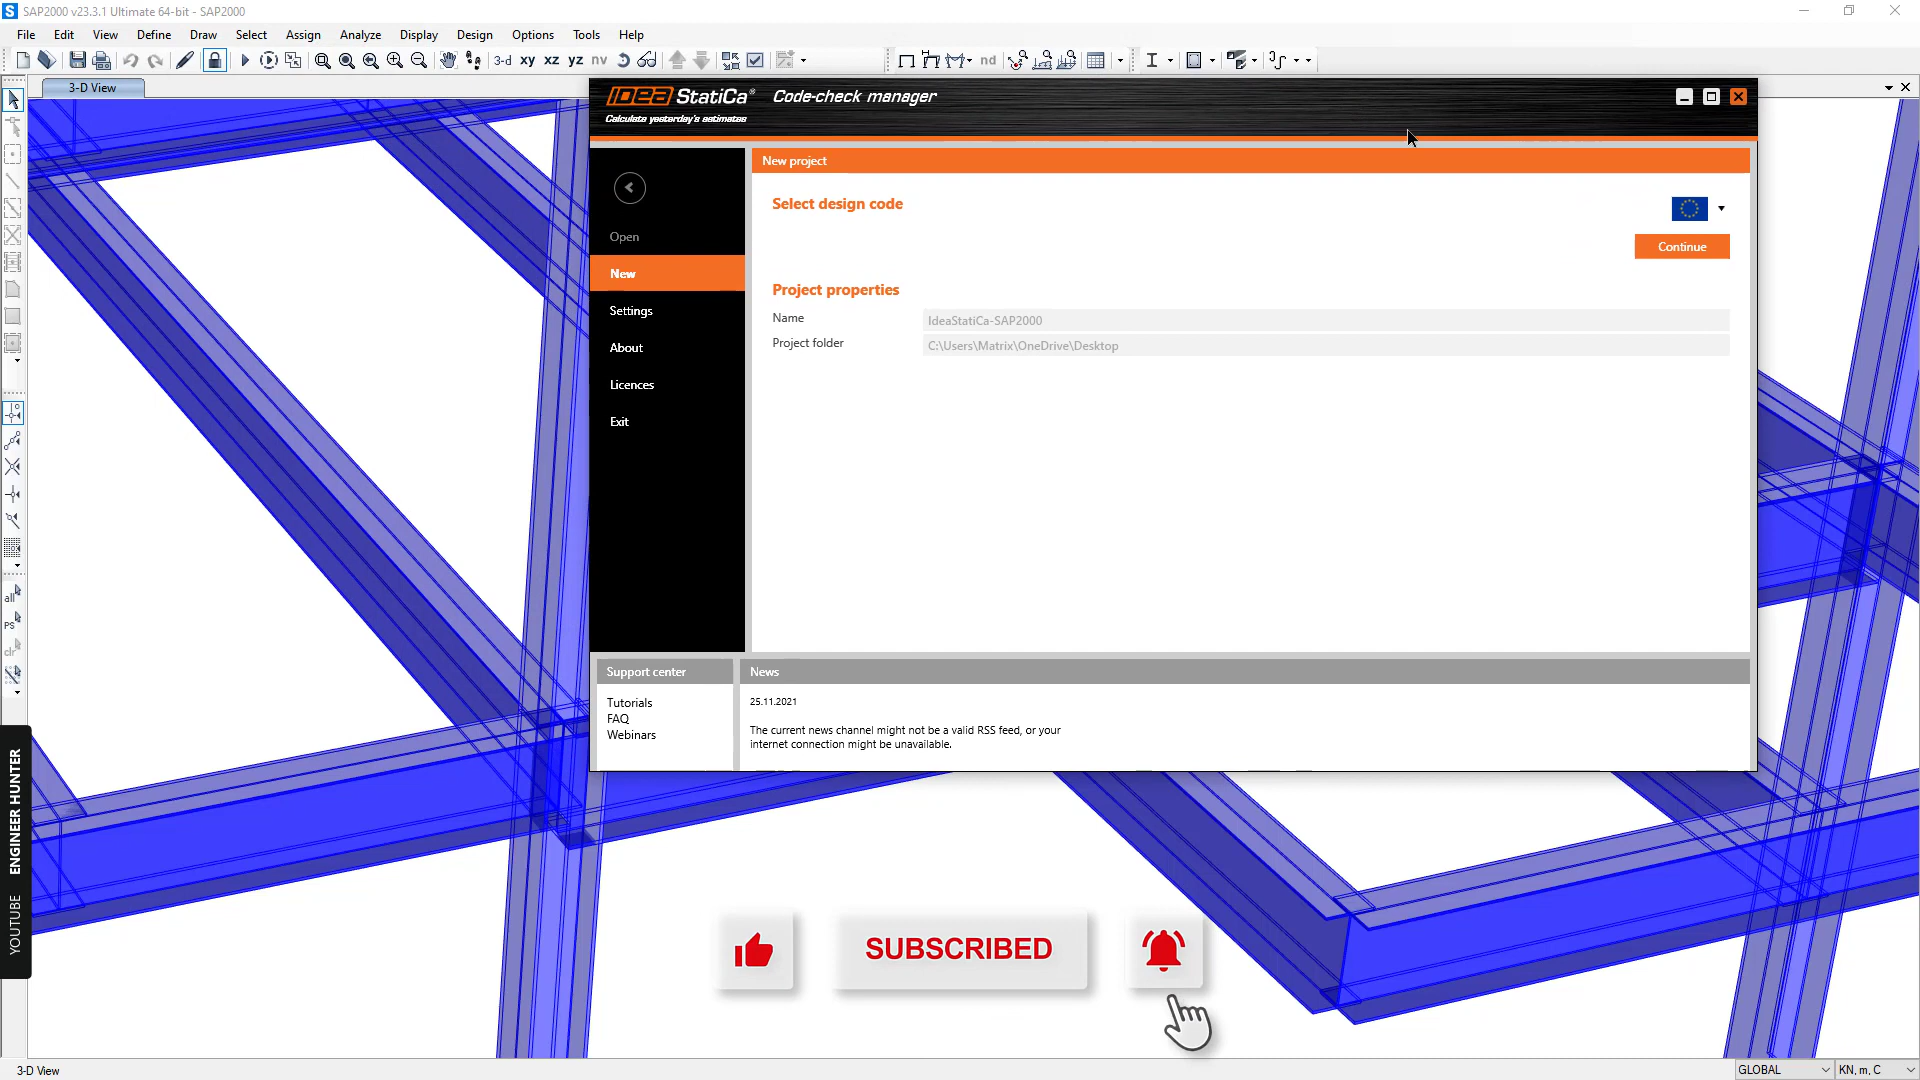 SAP2000 v23.3.1 Ultimate 64-bit - SAP2000
File Edit View Define Draw Select Assign Analyze Display Design Options Tools Help
3-d xy xz yz nv nd
3-D View
IDEA StatiCa® Code-check manager
Calculate yesterday's estimates
New project
Select design code
Open
Continue
New
Project properties
Settings
Name IdeaStatiCa-SAP2000
Project folder C:\Users\Matrix\OneDrive\Desktop
About
Licences
Exit
all
PS
clr
Support center
Tutorials
FAQ
Webinars
News
25.11.2021
The current news channel might not be a valid RSS feed, or your
internet connection might be unavailable.
YOUTUBE ENGINEER HUNTER
SUBSCRIBED
3-D View
GLOBAL
KN, m, C